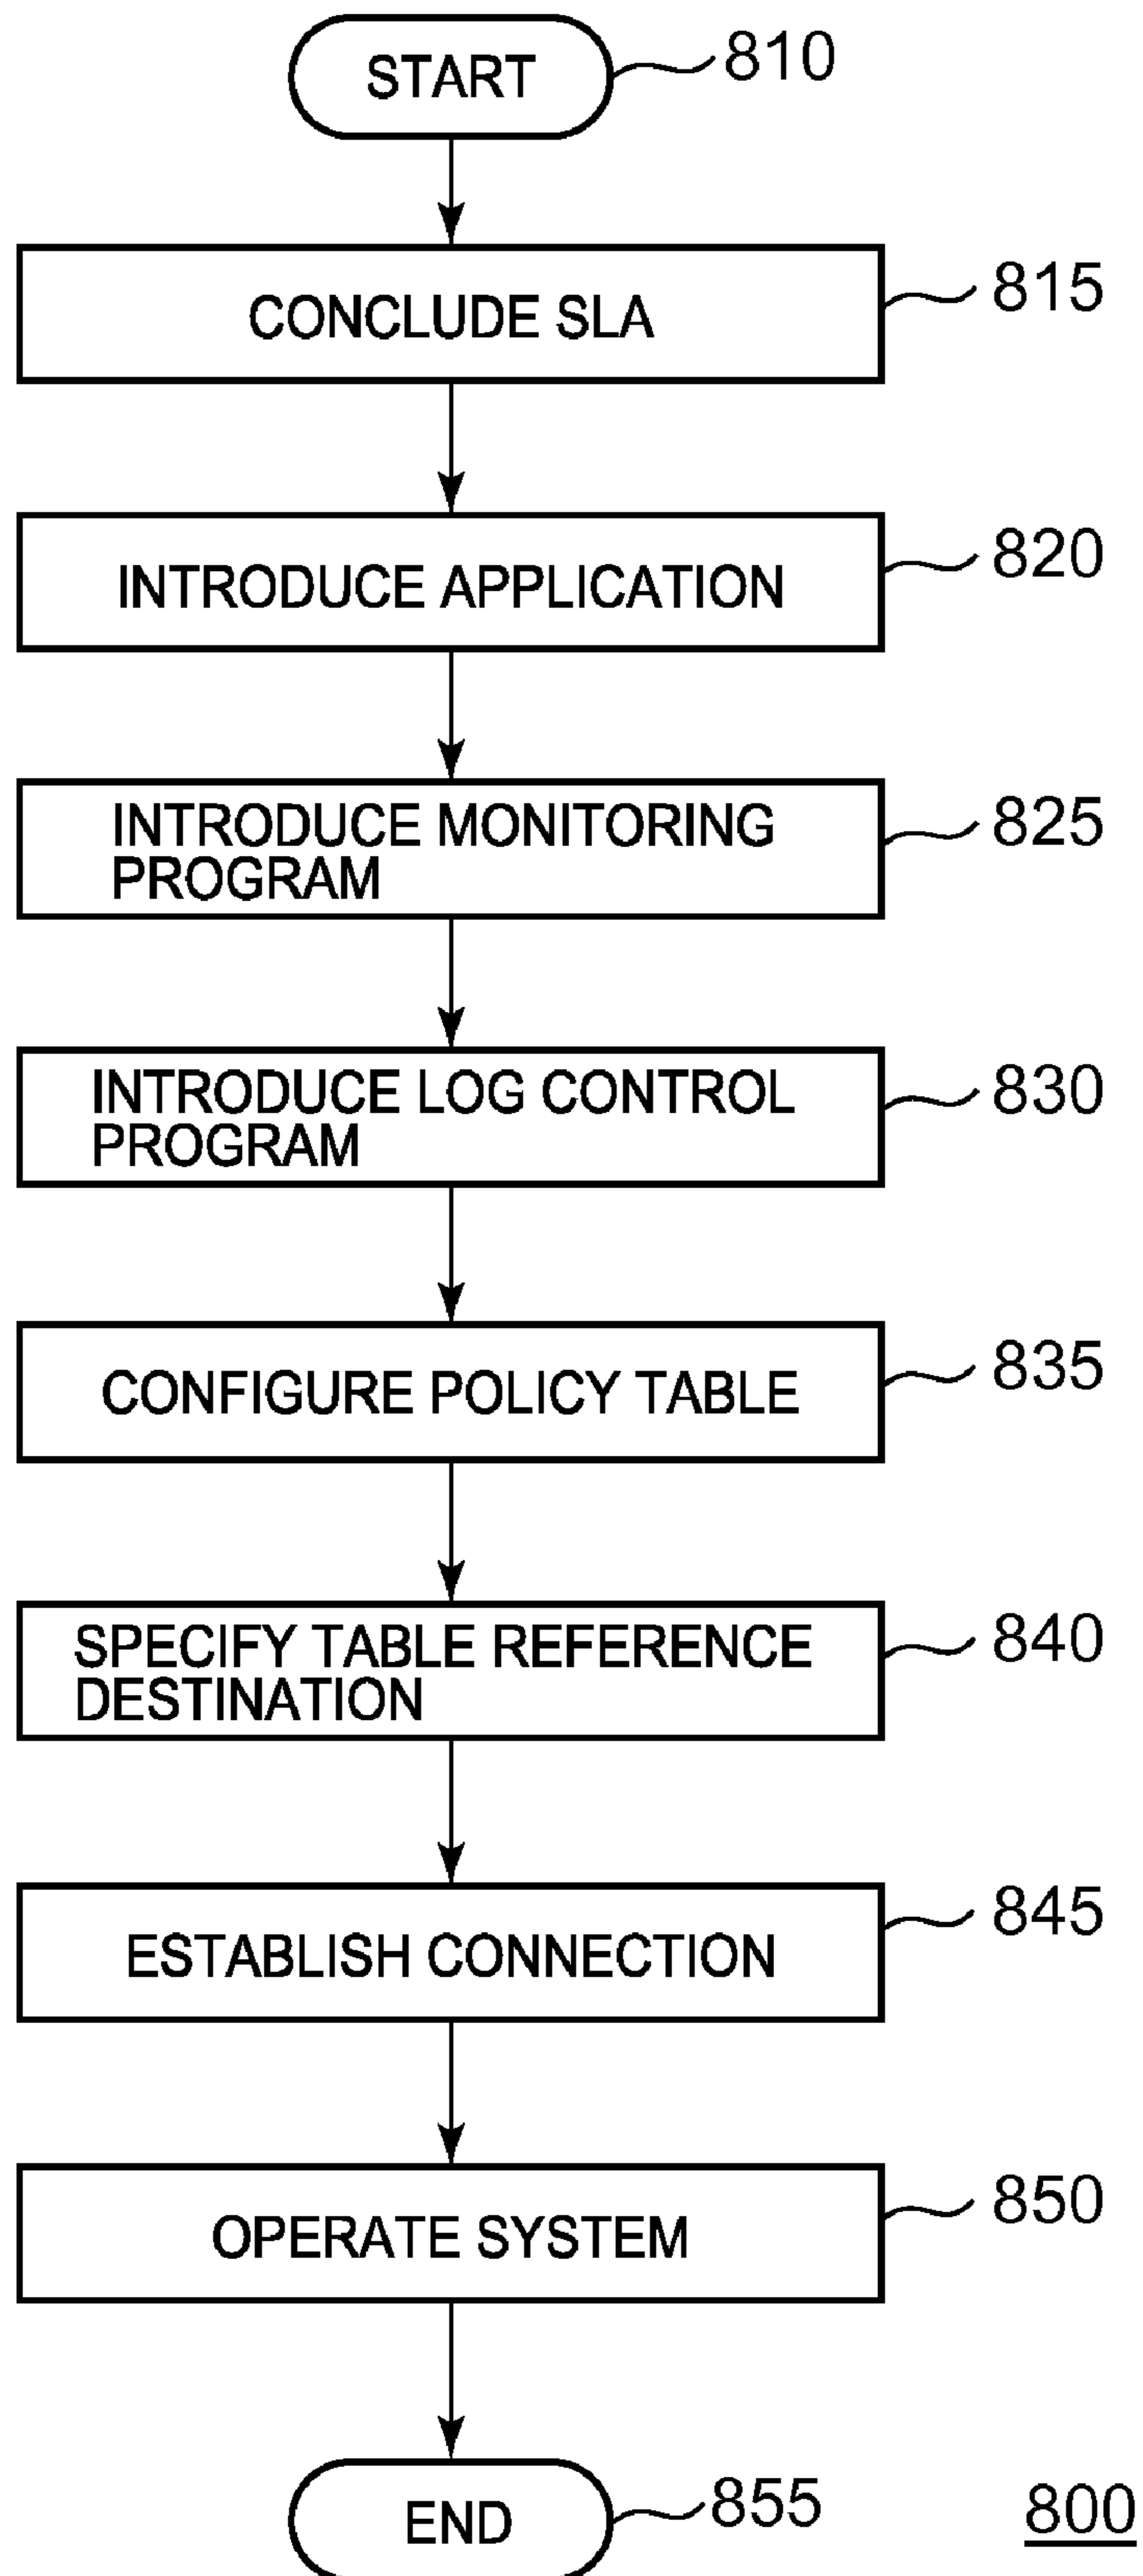 START
810
CONCLUDE SLA
815
INTRODUCE APPLICATION
820
INTRODUCE MONITORING
PROGRAM
825
INTRODUCE LOG CONTROL
PROGRAM
830
CONFIGURE POLICY TABLE
835
SPECIFY TABLE REFERENCE
DESTINATION
840
ESTABLISH CONNECTION
845
OPERATE SYSTEM
850
END
855
800